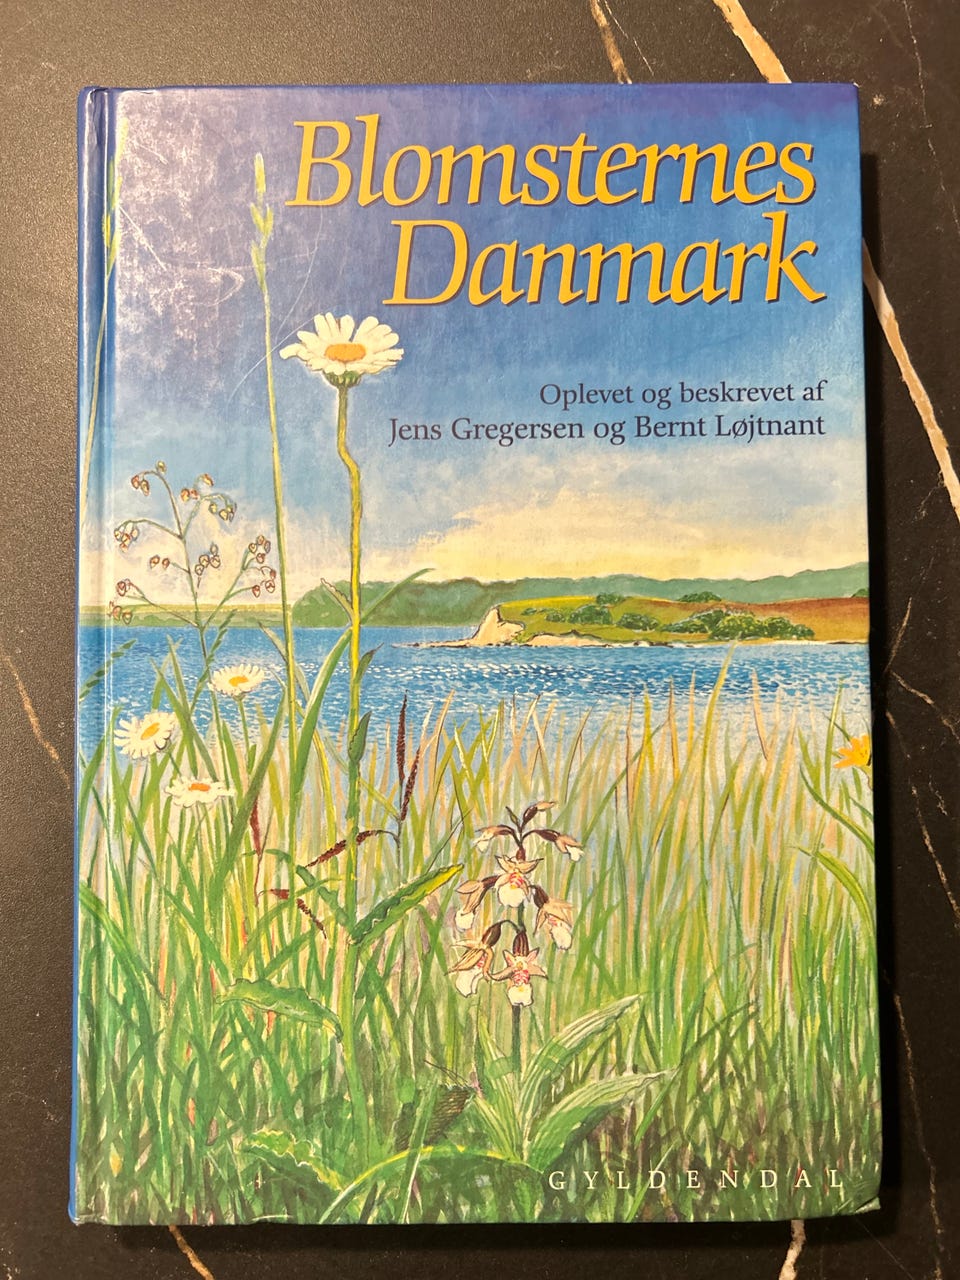 Blomsternes
Danmark
Oplevet og beskrevet af
Jens Gregersen og Bernt Løjtnant
GYLDENDAL